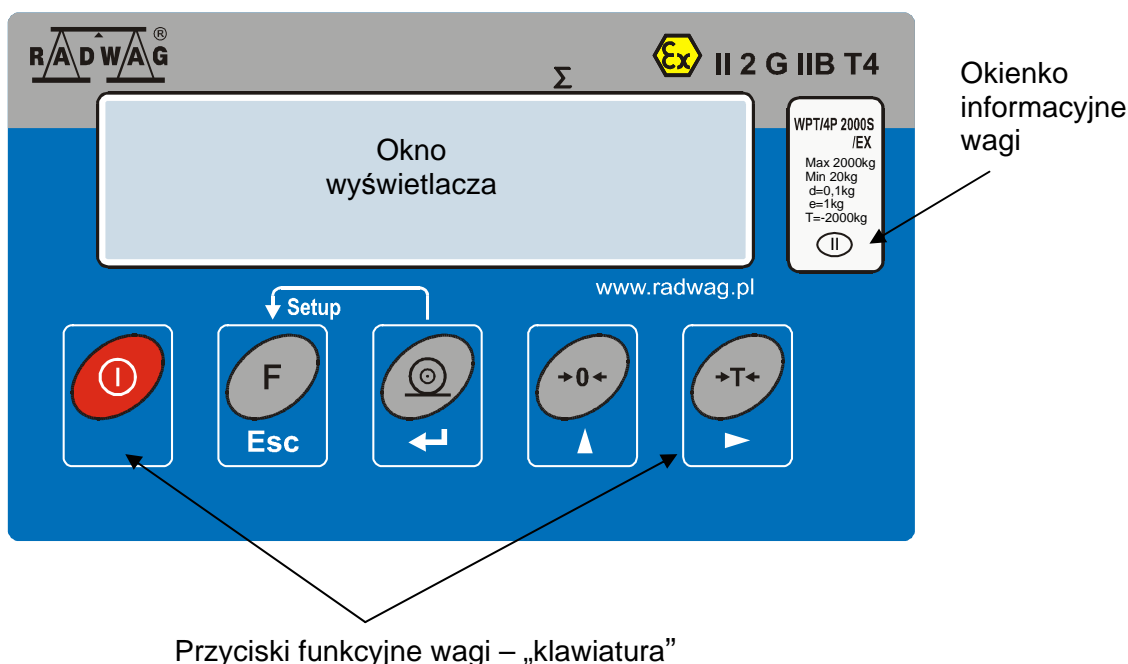 RADWAG®
Σ
Ex II 2 G IIB T4
Okienko
informacyjne
wagi
WPT/4P 2000S
/EX
Max 2000kg
Min 20kg
d=0,1kg
e=1kg
T=-2000kg
II
Okno
wyświetlacza
www.radwag.pl
Setup
F
→0←
→T←
Esc
Przyciski funkcyjne wagi – „klawiatura”